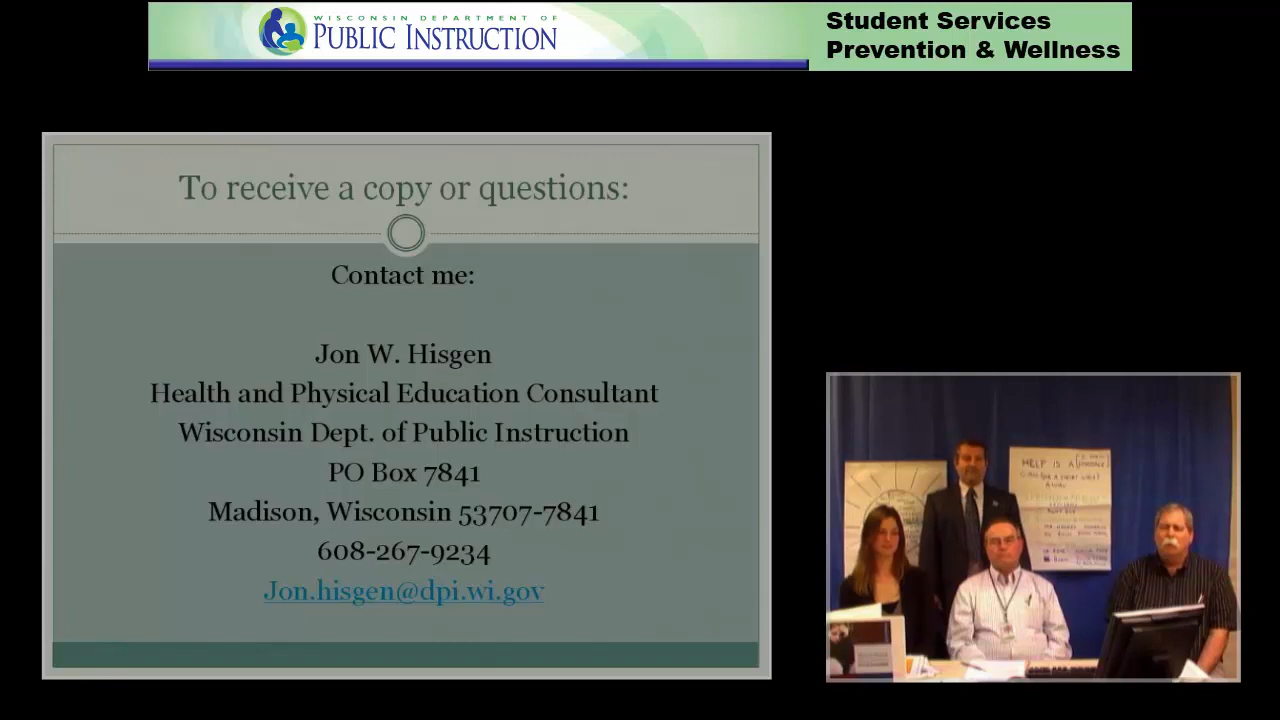 WISCONSIN DEPARTMENT OF
PUBLIC INSTRUCTION
Student Services
Prevention & Wellness
To receive a copy or questions:
Contact me:
Jon W. Hisgen
Health and Physical Education Consultant
Wisconsin Dept. of Public Instruction
PO Box 7841
Madison, Wisconsin 53707-7841
608-267-9234
Jon.hisgen@dpi.wi.gov
HELP IS A